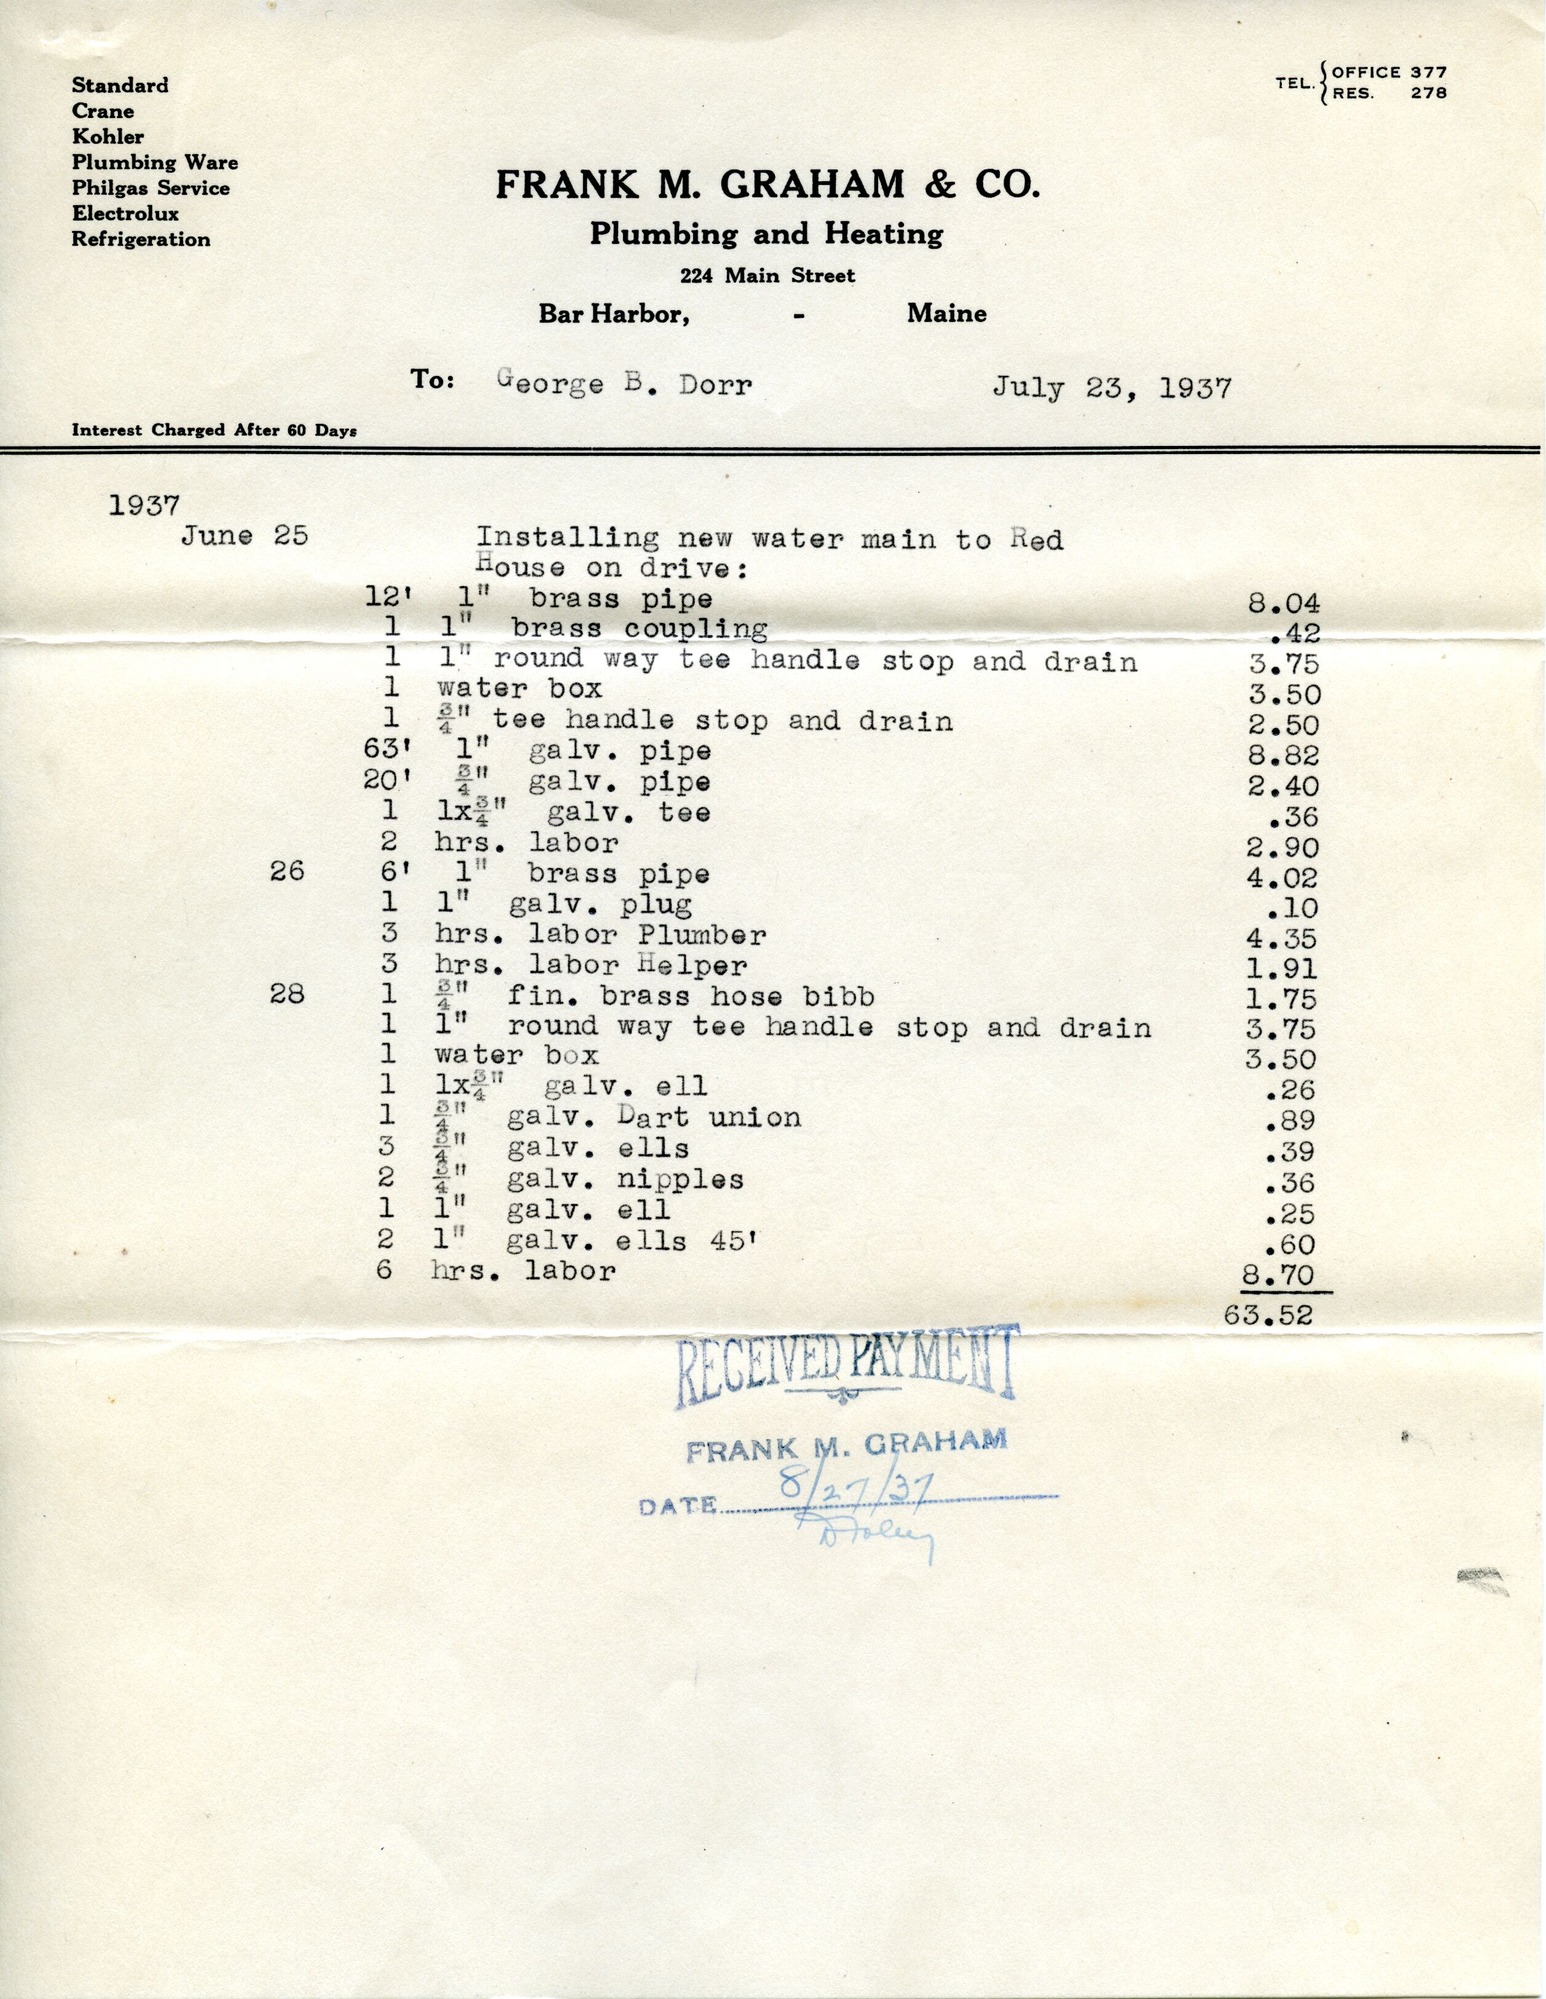 Standard
Crane
Kohler
Plumbing Ware
Philgas Service
Electrolux
Refrigeration
TEL. OFFICE 377
RES. 278
FRANK M. GRAHAM & CO.
Plumbing and Heating
224 Main Street
Bar Harbor, - Maine
To: George B. Dorr July 23, 1937
Interest Charged After 60 Days
1937
June 25 Installing new water main to Red
House on drive:
12' 1" brass pipe 8.04
1 1" brass coupling .42
1 1" round way tee handle stop and drain 3.75
1 water box 3.50
1 3/4" tee handle stop and drain 2.50
63' 1" galv. pipe 8.82
20' 3/4" galv. pipe 2.40
1 1x3/4" galv. tee .36
2 hrs. labor 2.90
26 6' 1" brass pipe 4.02
1 1" galv. plug .10
3 hrs. labor Plumber 4.35
3 hrs. labor Helper 1.91
28 1 3/4" fin. brass hose bibb 1.75
1 1" round way tee handle stop and drain 3.75
1 water box 3.50
1 1x3/4" galv. ell .26
1 3/4" galv. Dart union .89
3 3/4" galv. ells .39
2 3/4" galv. nipples .36
1 1" galv. ell .25
2 1" galv. ells 45' .60
6 hrs. labor 8.70
63.52
RECEIVED PAYMENT
FRANK M. GRAHAM
DATE 8/27/37